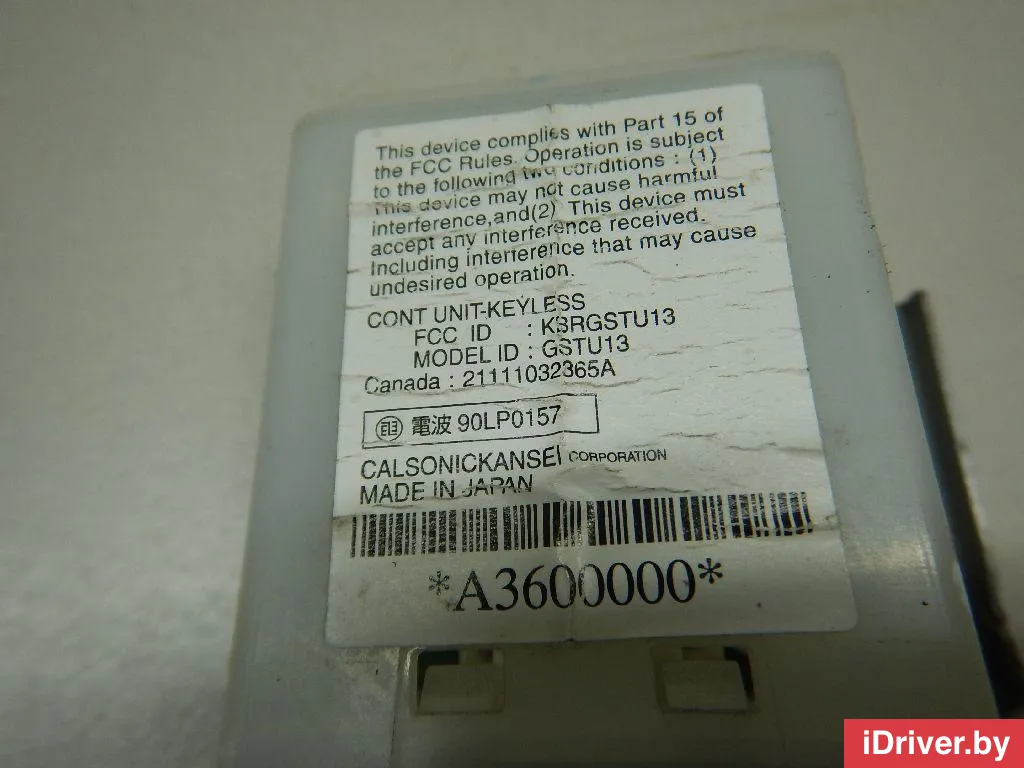 This device complies with Part 15 of
the FCC Rules. Operation is subject
to the following two conditions : (1)
This device may not cause harmful
interference,and(2) This device must
accept any interference received.
Including interference that may cause
undesired operation.
CONT UNIT-KEYLESS
FCC ID : KBRGSTU13
MODEL ID : GSTU13
Canada : 21111032365A
電波 90LP0157
CALSONICKANSEI CORPORATION
MADE IN JAPAN
*A3600000*
iDriver.by